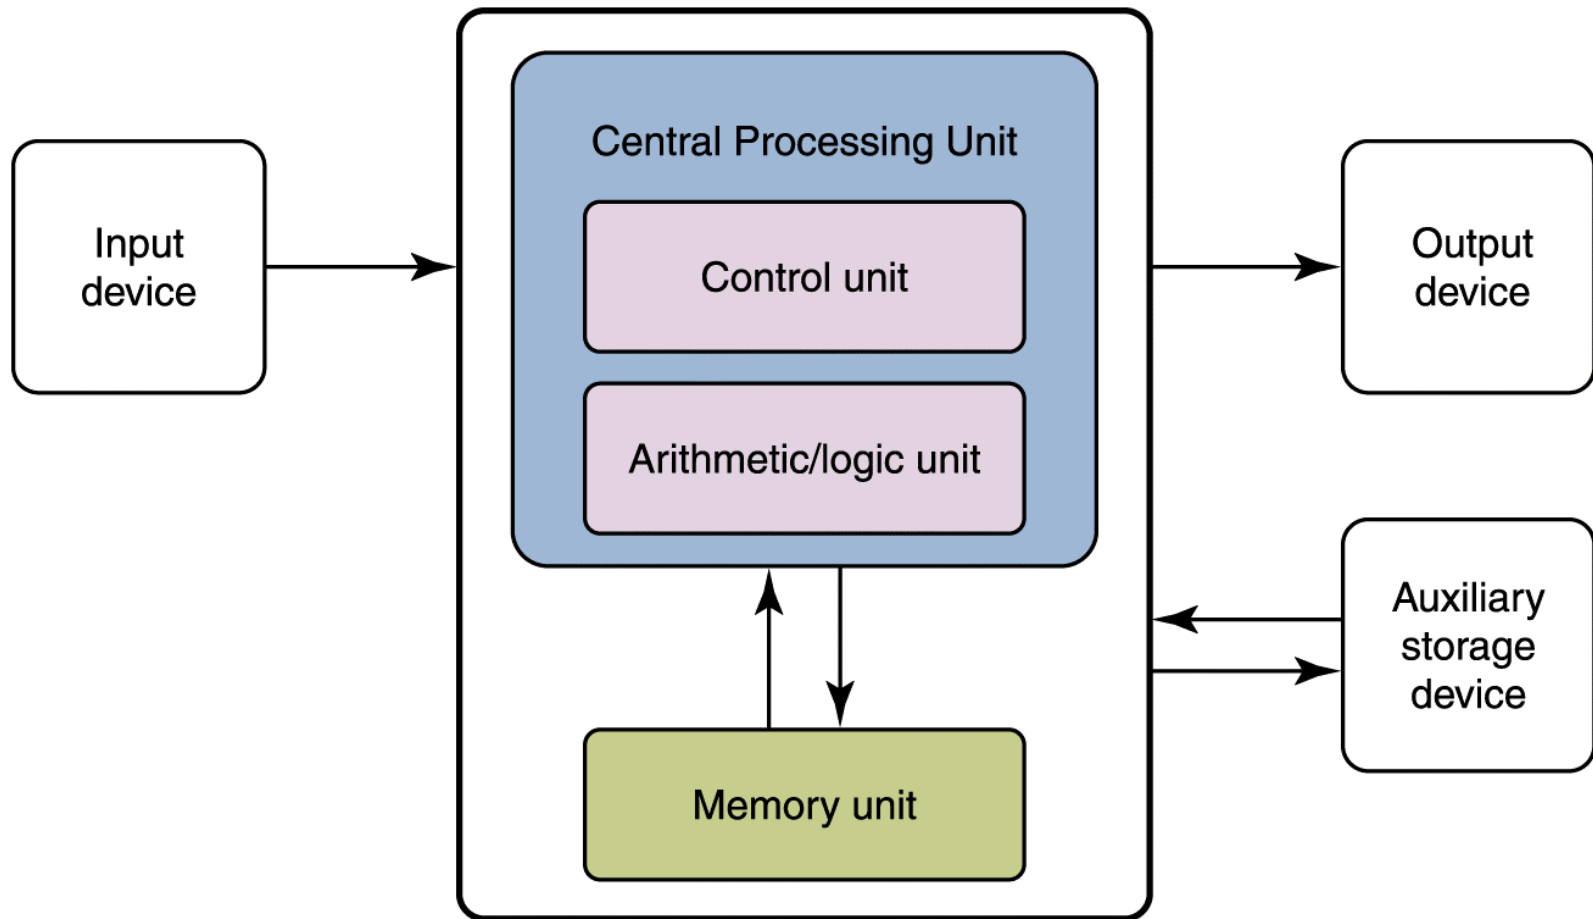 Central Processing Unit
Input
device
Control unit
Output
device
Arithmetic/logic unit
Auxiliary
storage
device
Memory unit